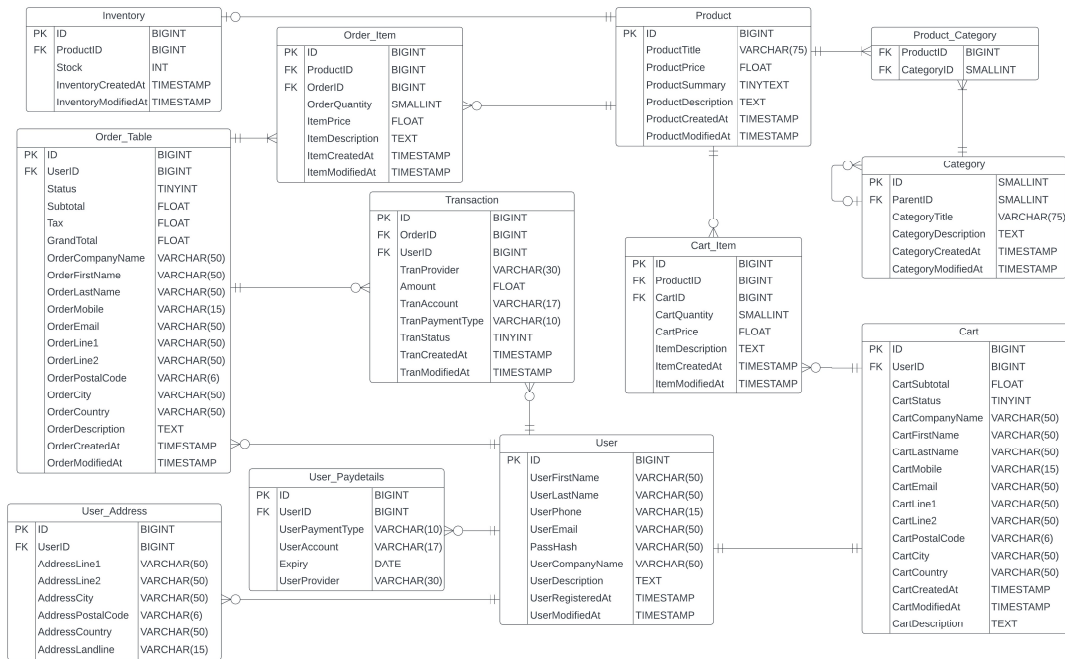 Inventory
PK ID BIGINT
FK ProductID BIGINT
Stock INT
InventoryCreatedAt TIMESTAMP
InventoryModifiedAt TIMESTAMP
Order_Item
PK ID BIGINT
FK ProductID BIGINT
FK OrderID BIGINT
OrderQuantity SMALLINT
ItemPrice FLOAT
ItemDescription TEXT
ItemCreatedAt TIMESTAMP
ItemModifiedAt TIMESTAMP
Product
PK ID BIGINT
ProductTitle VARCHAR(75)
ProductPrice FLOAT
ProductSummary TINYTEXT
ProductDescription TEXT
ProductCreatedAt TIMESTAMP
ProductModifiedAt TIMESTAMP
Product_Category
FK ProductID BIGINT
FK CategoryID SMALLINT
Order_Table
PK ID BIGINT
FK UserID BIGINT
Status TINYINT
Subtotal FLOAT
Tax FLOAT
GrandTotal FLOAT
OrderCompanyName VARCHAR(50)
OrderFirstName VARCHAR(50)
OrderLastName VARCHAR(50)
OrderMobile VARCHAR(15)
OrderEmail VARCHAR(50)
OrderLine1 VARCHAR(50)
OrderLine2 VARCHAR(50)
OrderPostalCode VARCHAR(6)
OrderCity VARCHAR(50)
OrderCountry VARCHAR(50)
OrderDescription TEXT
OrderCreatedAt TIMESTAMP
OrderModifiedAt TIMESTAMP
Transaction
PK ID BIGINT
FK OrderID BIGINT
FK UserID BIGINT
TranProvider VARCHAR(30)
Amount FLOAT
TranAccount VARCHAR(17)
TranPaymentType VARCHAR(10)
TranStatus TINYINT
TranCreatedAt TIMESTAMP
TranModifiedAt TIMESTAMP
Category
PK ID SMALLINT
FK ParentID SMALLINT
CategoryTitle VARCHAR(75)
CategoryDescription TEXT
CategoryCreatedAt TIMESTAMP
CategoryModifiedAt TIMESTAMP
Cart_Item
PK ID BIGINT
FK ProductID BIGINT
FK CartID BIGINT
CartQuantity SMALLINT
CartPrice FLOAT
ItemDescription TEXT
ItemCreatedAt TIMESTAMP
ItemModifiedAt TIMESTAMP
Cart
PK ID BIGINT
FK UserID BIGINT
CartSubtotal FLOAT
CartStatus TINYINT
CartCompanyName VARCHAR(50)
CartFirstName VARCHAR(50)
CartLastName VARCHAR(50)
CartMobile VARCHAR(15)
CartEmail VARCHAR(50)
CartLine1 VARCHAR(50)
CartLine2 VARCHAR(50)
CartPostalCode VARCHAR(6)
CartCity VARCHAR(50)
CartCountry VARCHAR(50)
CartCreatedAt TIMESTAMP
CartModifiedAt TIMESTAMP
CartDescription TEXT
User
PK ID BIGINT
UserFirstName VARCHAR(50)
UserLastName VARCHAR(50)
UserPhone VARCHAR(15)
UserEmail VARCHAR(50)
PassHash VARCHAR(50)
UserCompanyName VARCHAR(50)
UserDescription TEXT
UserRegisteredAt TIMESTAMP
UserModifiedAt TIMESTAMP
User_Paydetails
PK ID BIGINT
FK UserID BIGINT
UserPaymentType VARCHAR(10)
UserAccount VARCHAR(17)
Expiry DATE
UserProvider VARCHAR(30)
User_Address
PK ID BIGINT
FK UserID BIGINT
AddressLine1 VARCHAR(50)
AddressLine2 VARCHAR(50)
AddressCity VARCHAR(50)
AddressPostalCode VARCHAR(6)
AddressCountry VARCHAR(50)
AddressLandline VARCHAR(15)